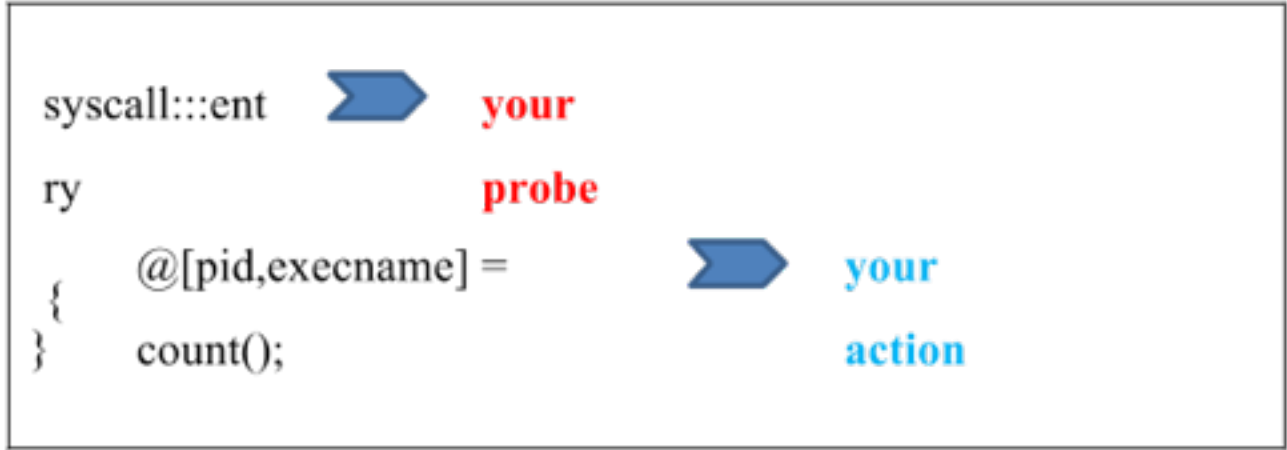 syscall:::ent your
ry probe
@[pid,execname] = your
{
} count(); action